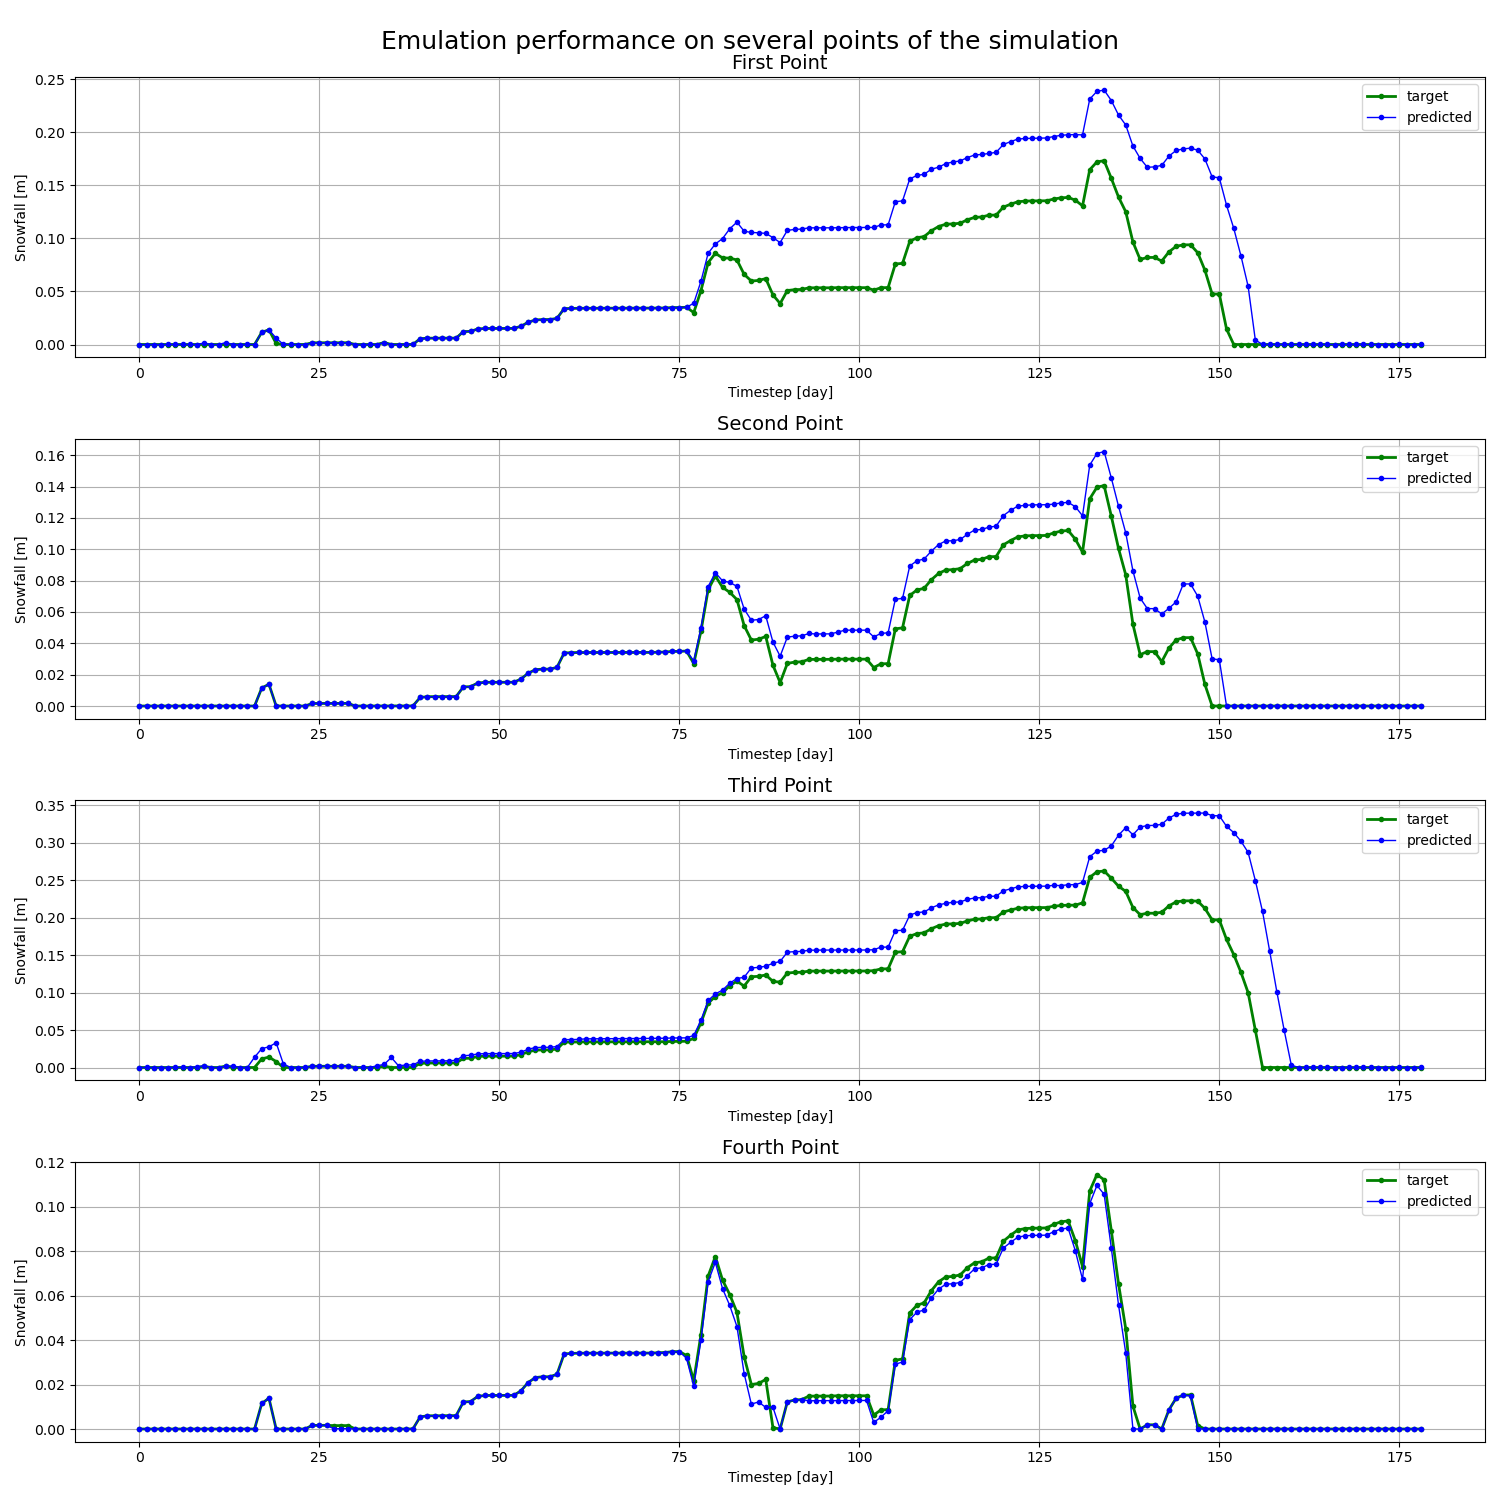 Emulation performance on several points of the simulation
First Point
0.25
0.20
0.15
0.10
0.05
0.00
Snowfall [m]
target
predicted
0 25 50 75 100 125 150 175
Timestep [day]
Second Point
0.16
0.14
0.12
0.10
0.08
0.06
0.04
0.02
0.00
Snowfall [m]
target
predicted
0 25 50 75 100 125 150 175
Timestep [day]
Third Point
0.35
0.30
0.25
0.20
0.15
0.10
0.05
0.00
Snowfall [m]
target
predicted
0 25 50 75 100 125 150 175
Timestep [day]
Fourth Point
0.12
0.10
0.08
0.06
0.04
0.02
0.00
Snowfall [m]
target
predicted
0 25 50 75 100 125 150 175
Timestep [day]